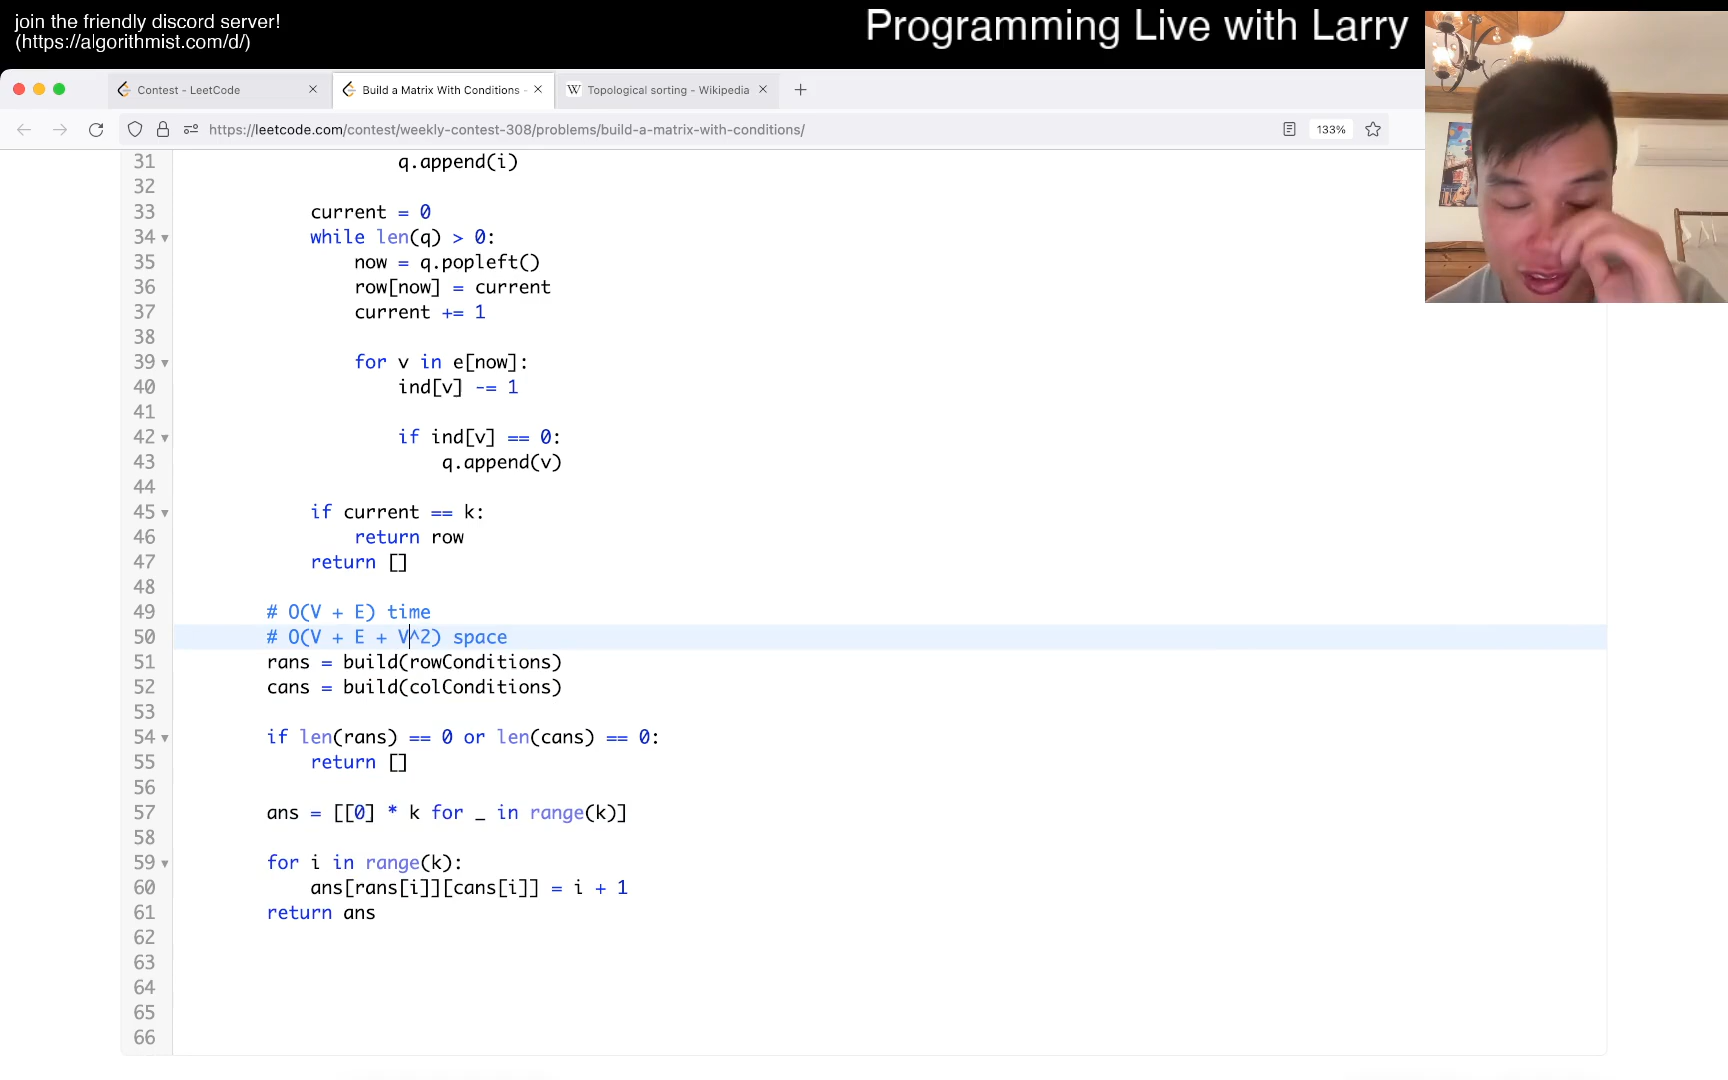 join the friendly discord server!
(https://algorithmist.com/d/)
Programming Live with Larry
Contest - LeetCode
Build a Matrix With Conditions -
W Topological sorting - Wikipedia
https://leetcode.com/contest/weekly-contest-308/problems/build-a-matrix-with-conditions/
133%
31 q.append(i)
32
33 current = 0
34 while len(q) > 0:
35 now = q.popleft()
36 row[now] = current
37 current += 1
38
39 for v in e[now]:
40 ind[v] -= 1
41
42 if ind[v] == 0:
43 q.append(v)
44
45 if current == k:
46 return row
47 return []
48
49 # O(V + E) time
50 # O(V + E + V^2) space
51 rans = build(rowConditions)
52 cans = build(colConditions)
53
54 if len(rans) == 0 or len(cans) == 0:
55 return []
56
57 ans = [[0] * k for _ in range(k)]
58
59 for i in range(k):
60 ans[rans[i]][cans[i]] = i + 1
61 return ans
62
63
64
65
66